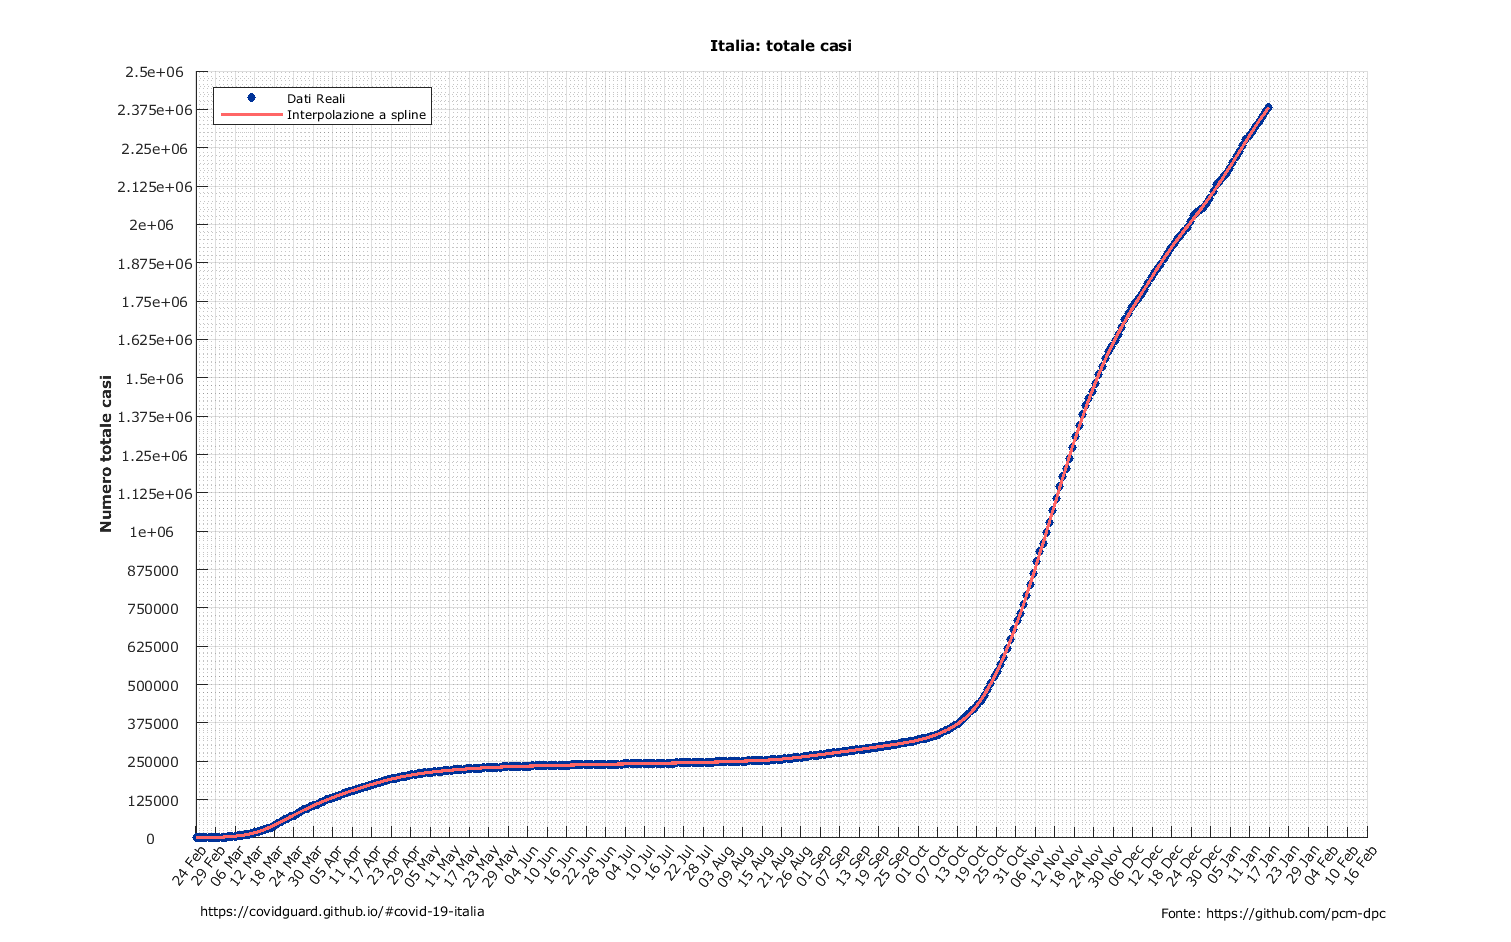 Italia: totale casi
Dati Reali
Interpolazione a spline
Numero totale casi
2.5e+06
2.375e+06
2.25e+06
2.125e+06
2e+06
1.875e+06
1.75e+06
1.625e+06
1.5e+06
1.375e+06
1.25e+06
1.125e+06
1e+06
875000
750000
625000
500000
375000
250000
125000
0
24 Feb
29 Feb
06 Mar
12 Mar
18 Mar
24 Mar
30 Mar
05 Apr
11 Apr
17 Apr
23 Apr
29 Apr
05 May
11 May
17 May
23 May
29 May
04 Jun
10 Jun
16 Jun
22 Jun
28 Jun
04 Jul
10 Jul
16 Jul
22 Jul
28 Jul
03 Aug
09 Aug
15 Aug
21 Aug
26 Aug
01 Sep
07 Sep
13 Sep
19 Sep
25 Sep
01 Oct
07 Oct
13 Oct
19 Oct
25 Oct
31 Oct
06 Nov
12 Nov
18 Nov
24 Nov
30 Nov
06 Dec
12 Dec
18 Dec
24 Dec
30 Dec
05 Jan
11 Jan
17 Jan
23 Jan
29 Jan
04 Feb
10 Feb
16 Feb
https://covidguard.github.io/#covid-19-italia
Fonte: https://github.com/pcm-dpc